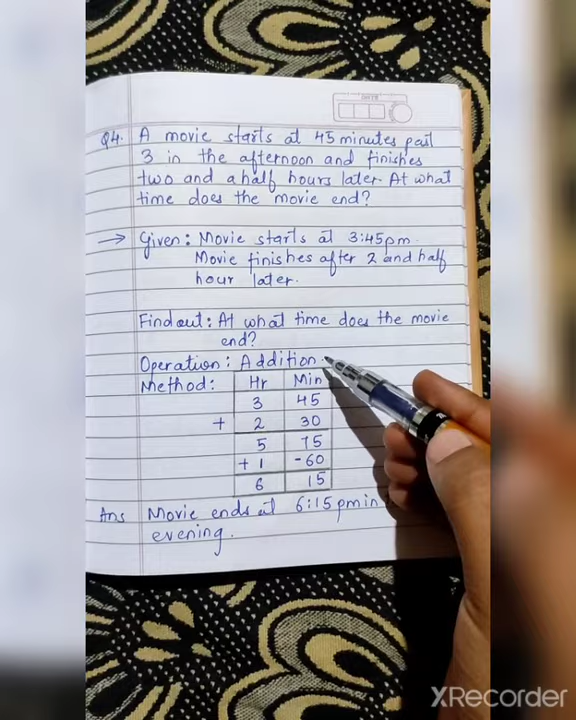 Q4. A movie starts at 45 minutes past
3 in the afternoon and finishes
two and a half hours later. At what
time does the movie end?
→ Given: Movie starts at 3:45pm.
Movie finishes after 2 and half
hour later.
Find out: At what time does the movie
end?
Operation: Addition.
Method: Hr Min
3 45
+ 2 30
5 75
+ 1 -60
6 15
Ans Movie ends at 6:15 pm in
evening.
XRecorder